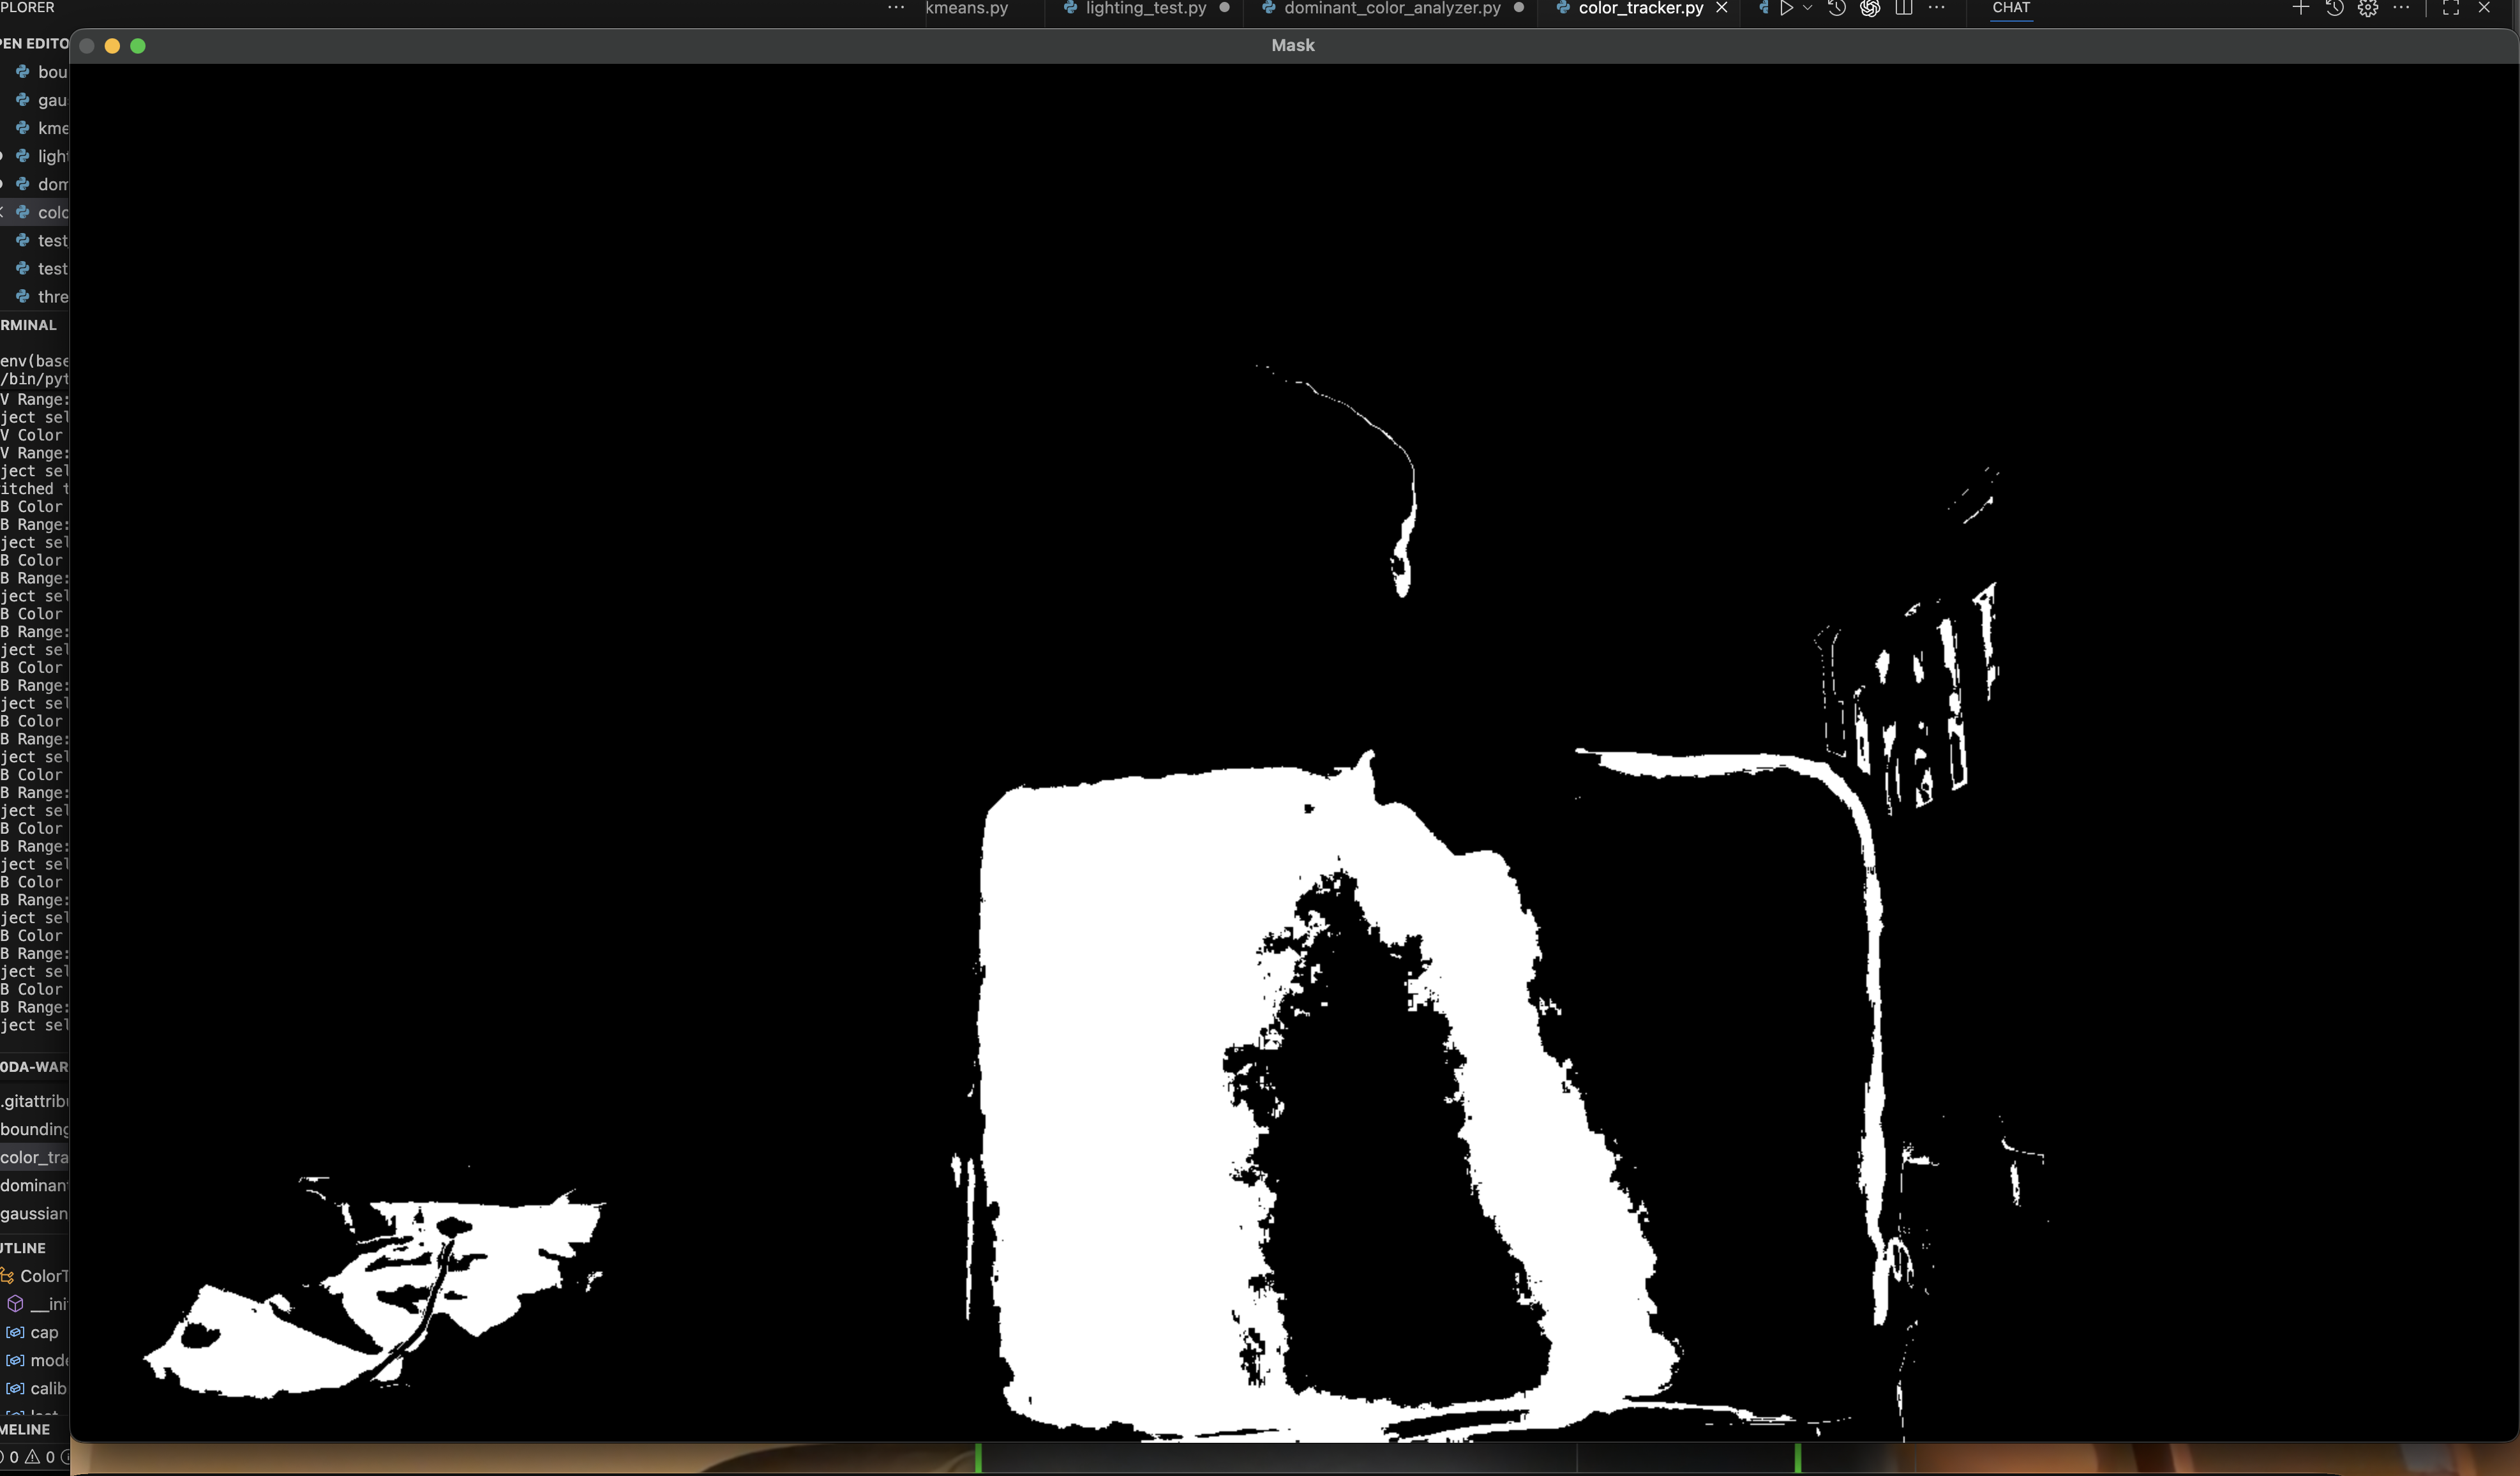 PLORER
kmeans.py
lighting_test.py
dominant_color_analyzer.py
color_tracker.py
CHAT
Mask
PEN EDITO
bou
gau
kme
ligh
dom
colo
test
test
thre
RMINAL
env(base
/bin/pyt
V Range:
ject sel
V Color
V Range:
ject sel
itched t
B Color
B Range:
ject sel
B Color
B Range:
ject sel
B Color
B Range:
ject sel
B Color
B Range:
ject sel
B Color
B Range:
ject sel
B Color
B Range:
ject sel
B Color
B Range:
ject sel
B Color
B Range:
ject sel
B Color
B Range:
ject sel
B Color
B Range:
ject sel
ODA-WAR
.gitattribu
bounding
color_tra
dominant
gaussian
UTLINE
ColorT
__ini
cap
mode
calib
MELINE
0 0